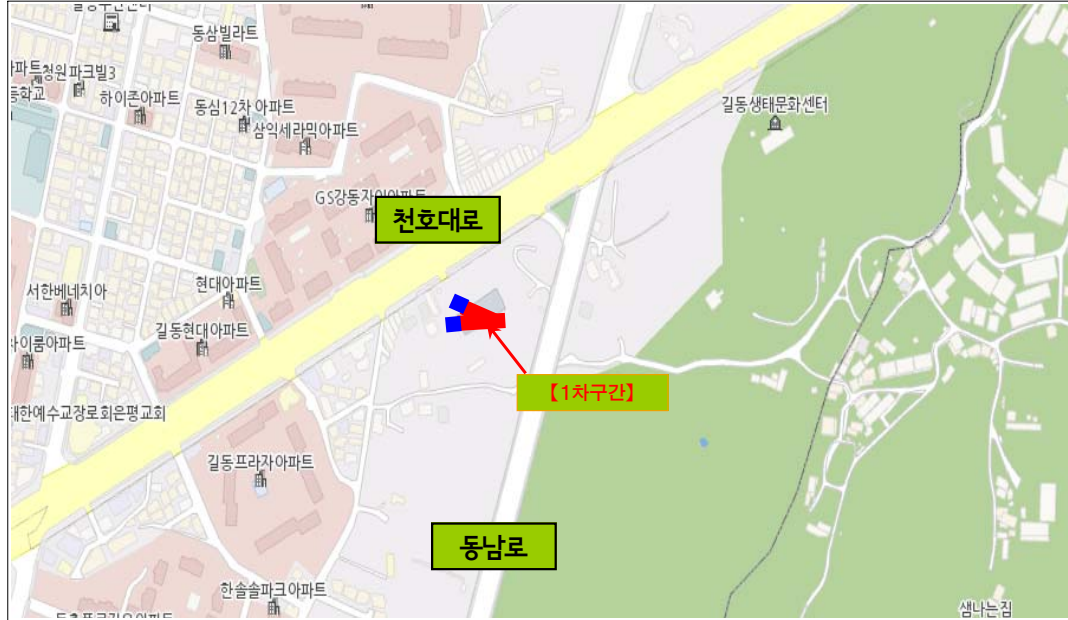 동삼빌라트
청원파크빌3
하이존아파트
동심12차아파트
삼익세라믹아파트
길동생태문화센터
GS강동자이아파트
천호대로
현대아파트
서한베네치아
길동현대아파트
【1차구간】
대한예수교장로회은평교회
길동프라자아파트
동남로
한솔솔파크아파트
샘나는집